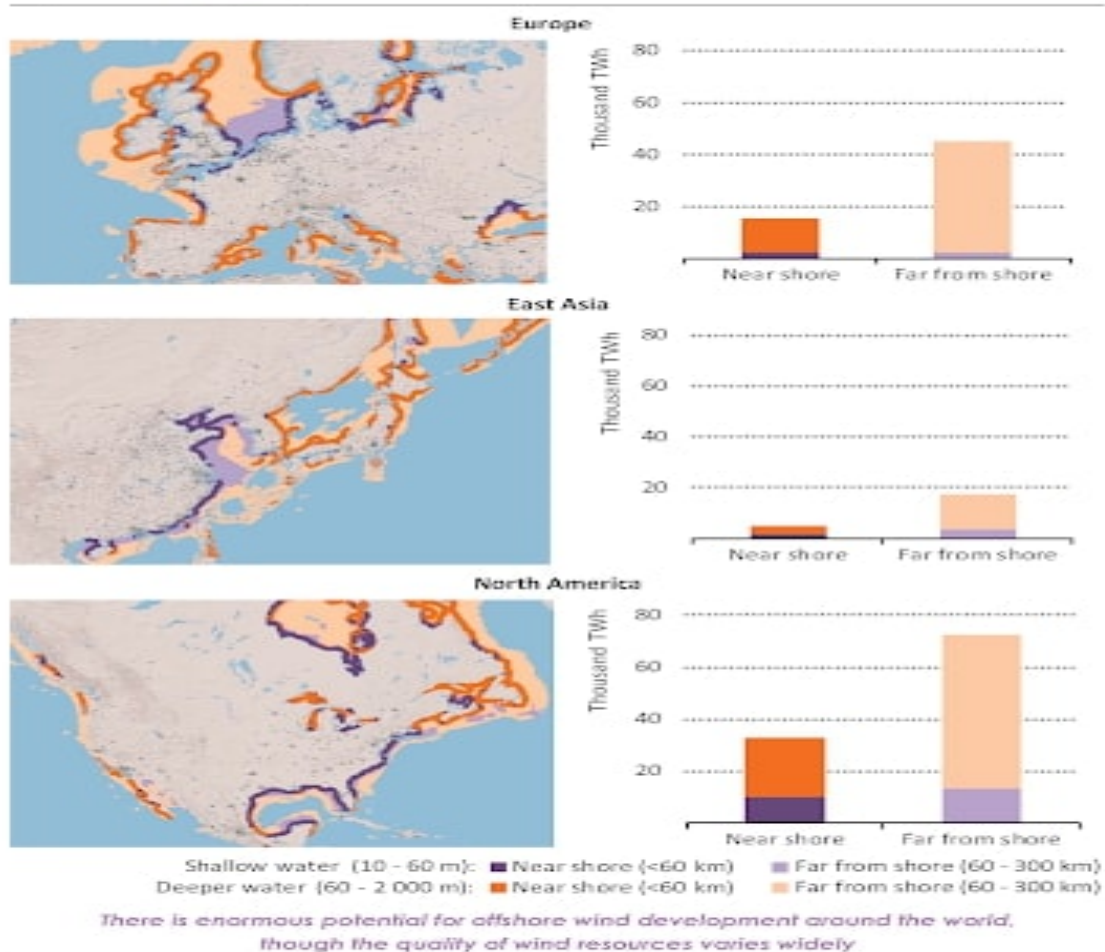 Europe
Thousand TWh
80
60
40
20
Near shore
Far from shore
East Asia
Thousand TWh
80
60
40
20
Near shore
Far from shore
North America
Thousand TWh
80
60
40
20
Near shore
Far from shore
Shallow water (10 - 60 m): Near shore (<60 km) Far from shore (60 - 300 km)
Deeper water (60 - 2 000 m): Near shore (<60 km) Far from shore (60 - 300 km)
There is enormous potential for offshore wind development around the world,
though the quality of wind resources varies widely